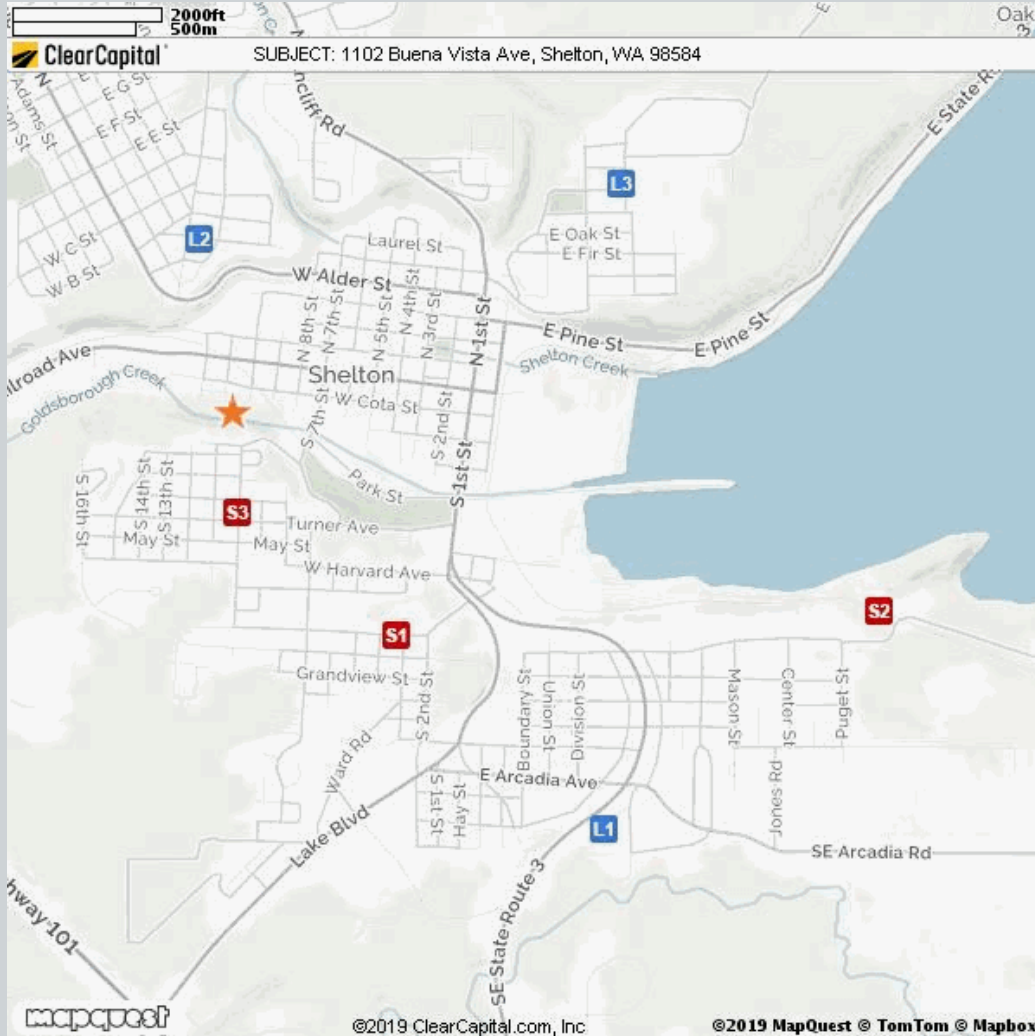 2000ft
500m
Oak
ClearCapital
SUBJECT: 1102 Buena Vista Ave, Shelton, WA 98584
N
Adams St
E G St
E F St
E E St
ncliff Rd
E State R
3
L3
L2
W C St
W B St
Laurel St
E Oak St
E Fir St
W Alder St
N 8th St
N 7th St
N 5th St
N 4th St
N 3rd St
N 1st St
E Pine St
E Pine St
Shelton Creek
ilroad Ave
Shelton
W Cota St
Goldsborough Creek
S 7th St
S 2nd St
S 1st St
Park St
S 16th St
S 14th St
S 13th St
S3
Turner Ave
May St
May St
W Harvard Ave
S1
S2
Grandview St
S 2nd St
Boundary St
Union St
Division St
Mason St
Center St
Puget St
Ward Rd
E Arcadia Ave
S 1st St
Hay St
Jones Rd
Lake Blvd
L1
SE Arcadia Rd
SE State Route 3
hway 101
mapquest
©2019 ClearCapital.com, Inc
©2019 MapQuest © TomTom © Mapbox